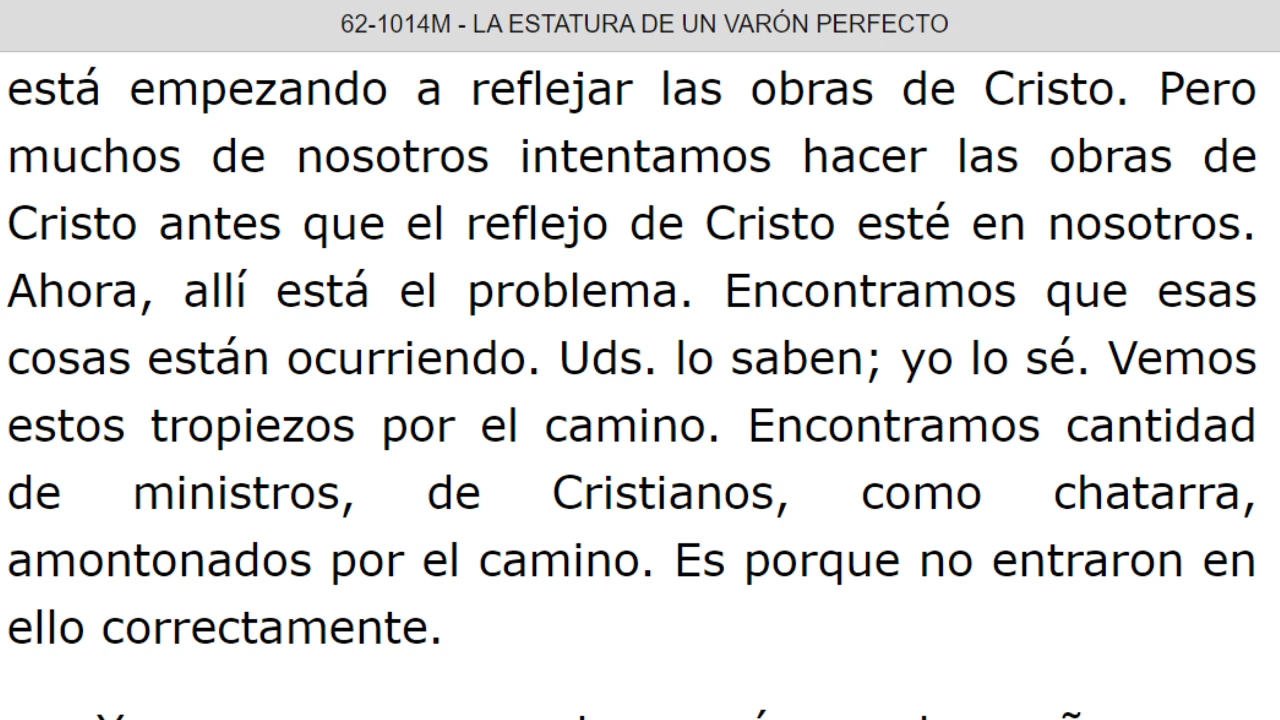 62-1014M - LA ESTATURA DE UN VARÓN PERFECTO
está empezando a reflejar las obras de Cristo. Pero
muchos de nosotros intentamos hacer las obras de
Cristo antes que el reflejo de Cristo esté en nosotros.
Ahora, allí está el problema. Encontramos que esas
cosas están ocurriendo. Uds. lo saben; yo lo sé. Vemos
estos tropiezos por el camino. Encontramos cantidad
de ministros, de Cristianos, como chatarra,
amontonados por el camino. Es porque no entraron en
ello correctamente.